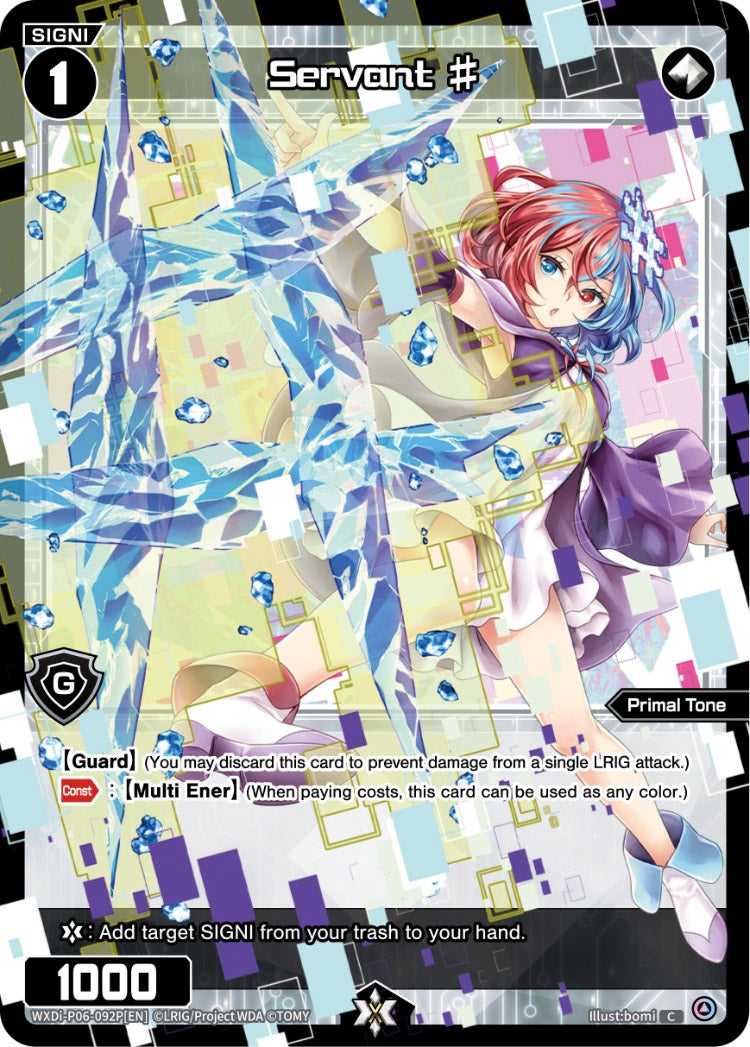 SIGNI
1
Servant #
G
Primal Tone
【Guard】 (You may discard this card to prevent damage from a single LRIG attack.)
Const : 【Multi Ener】 (When paying costs, this card can be used as any color.)
: Add target SIGNI from your trash to your hand.
1000
WXDi-P06-092P[EN] ©LRIG/Project WDA ©TOMY
Illust:bomi C